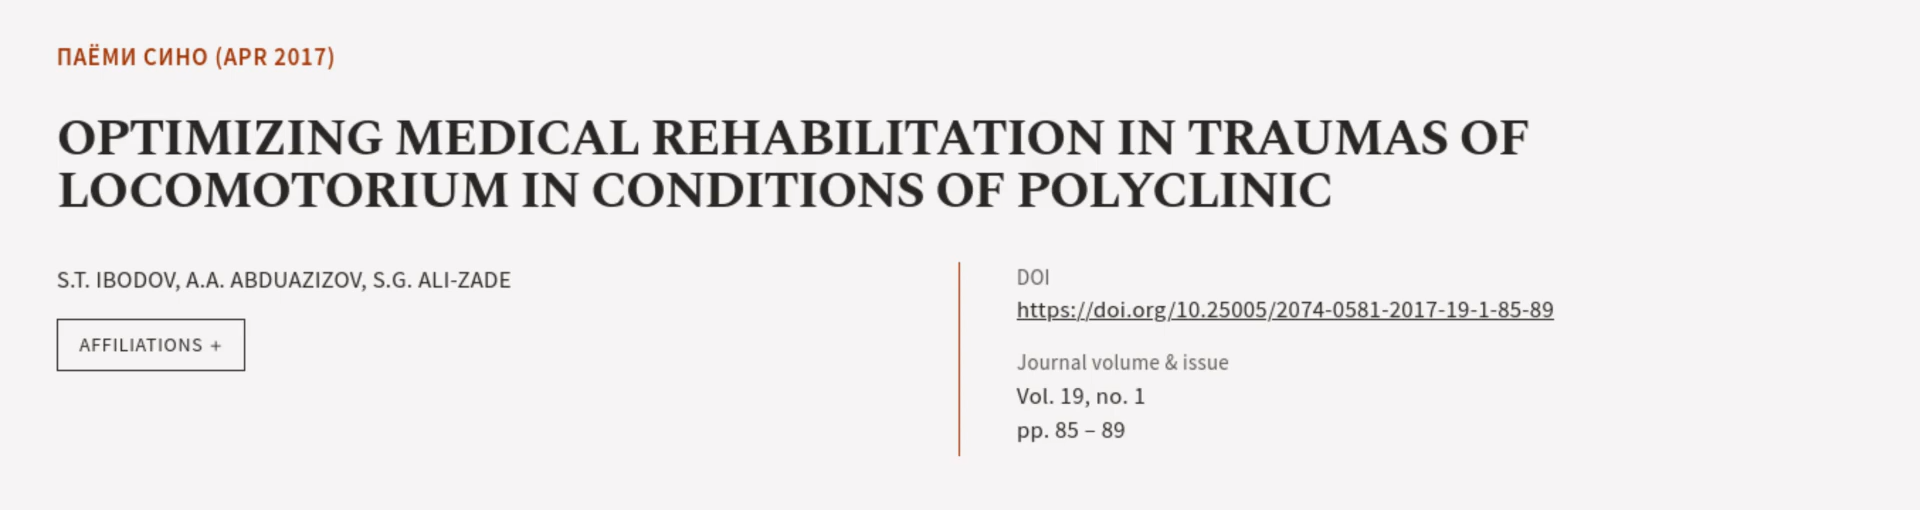 ПАЁМИ СИНО (APR 2017)
OPTIMIZING MEDICAL REHABILITATION IN TRAUMAS OF
LOCOMOTORIUM IN CONDITIONS OF POLYCLINIC
S.T. IBODOV, A.A. ABDUAZIZOV, S.G. ALI-ZADE
AFFILIATIONS +
DOI
https://doi.org/10.25005/2074-0581-2017-19-1-85-89
Journal volume & issue
Vol. 19, no. 1
pp. 85 – 89